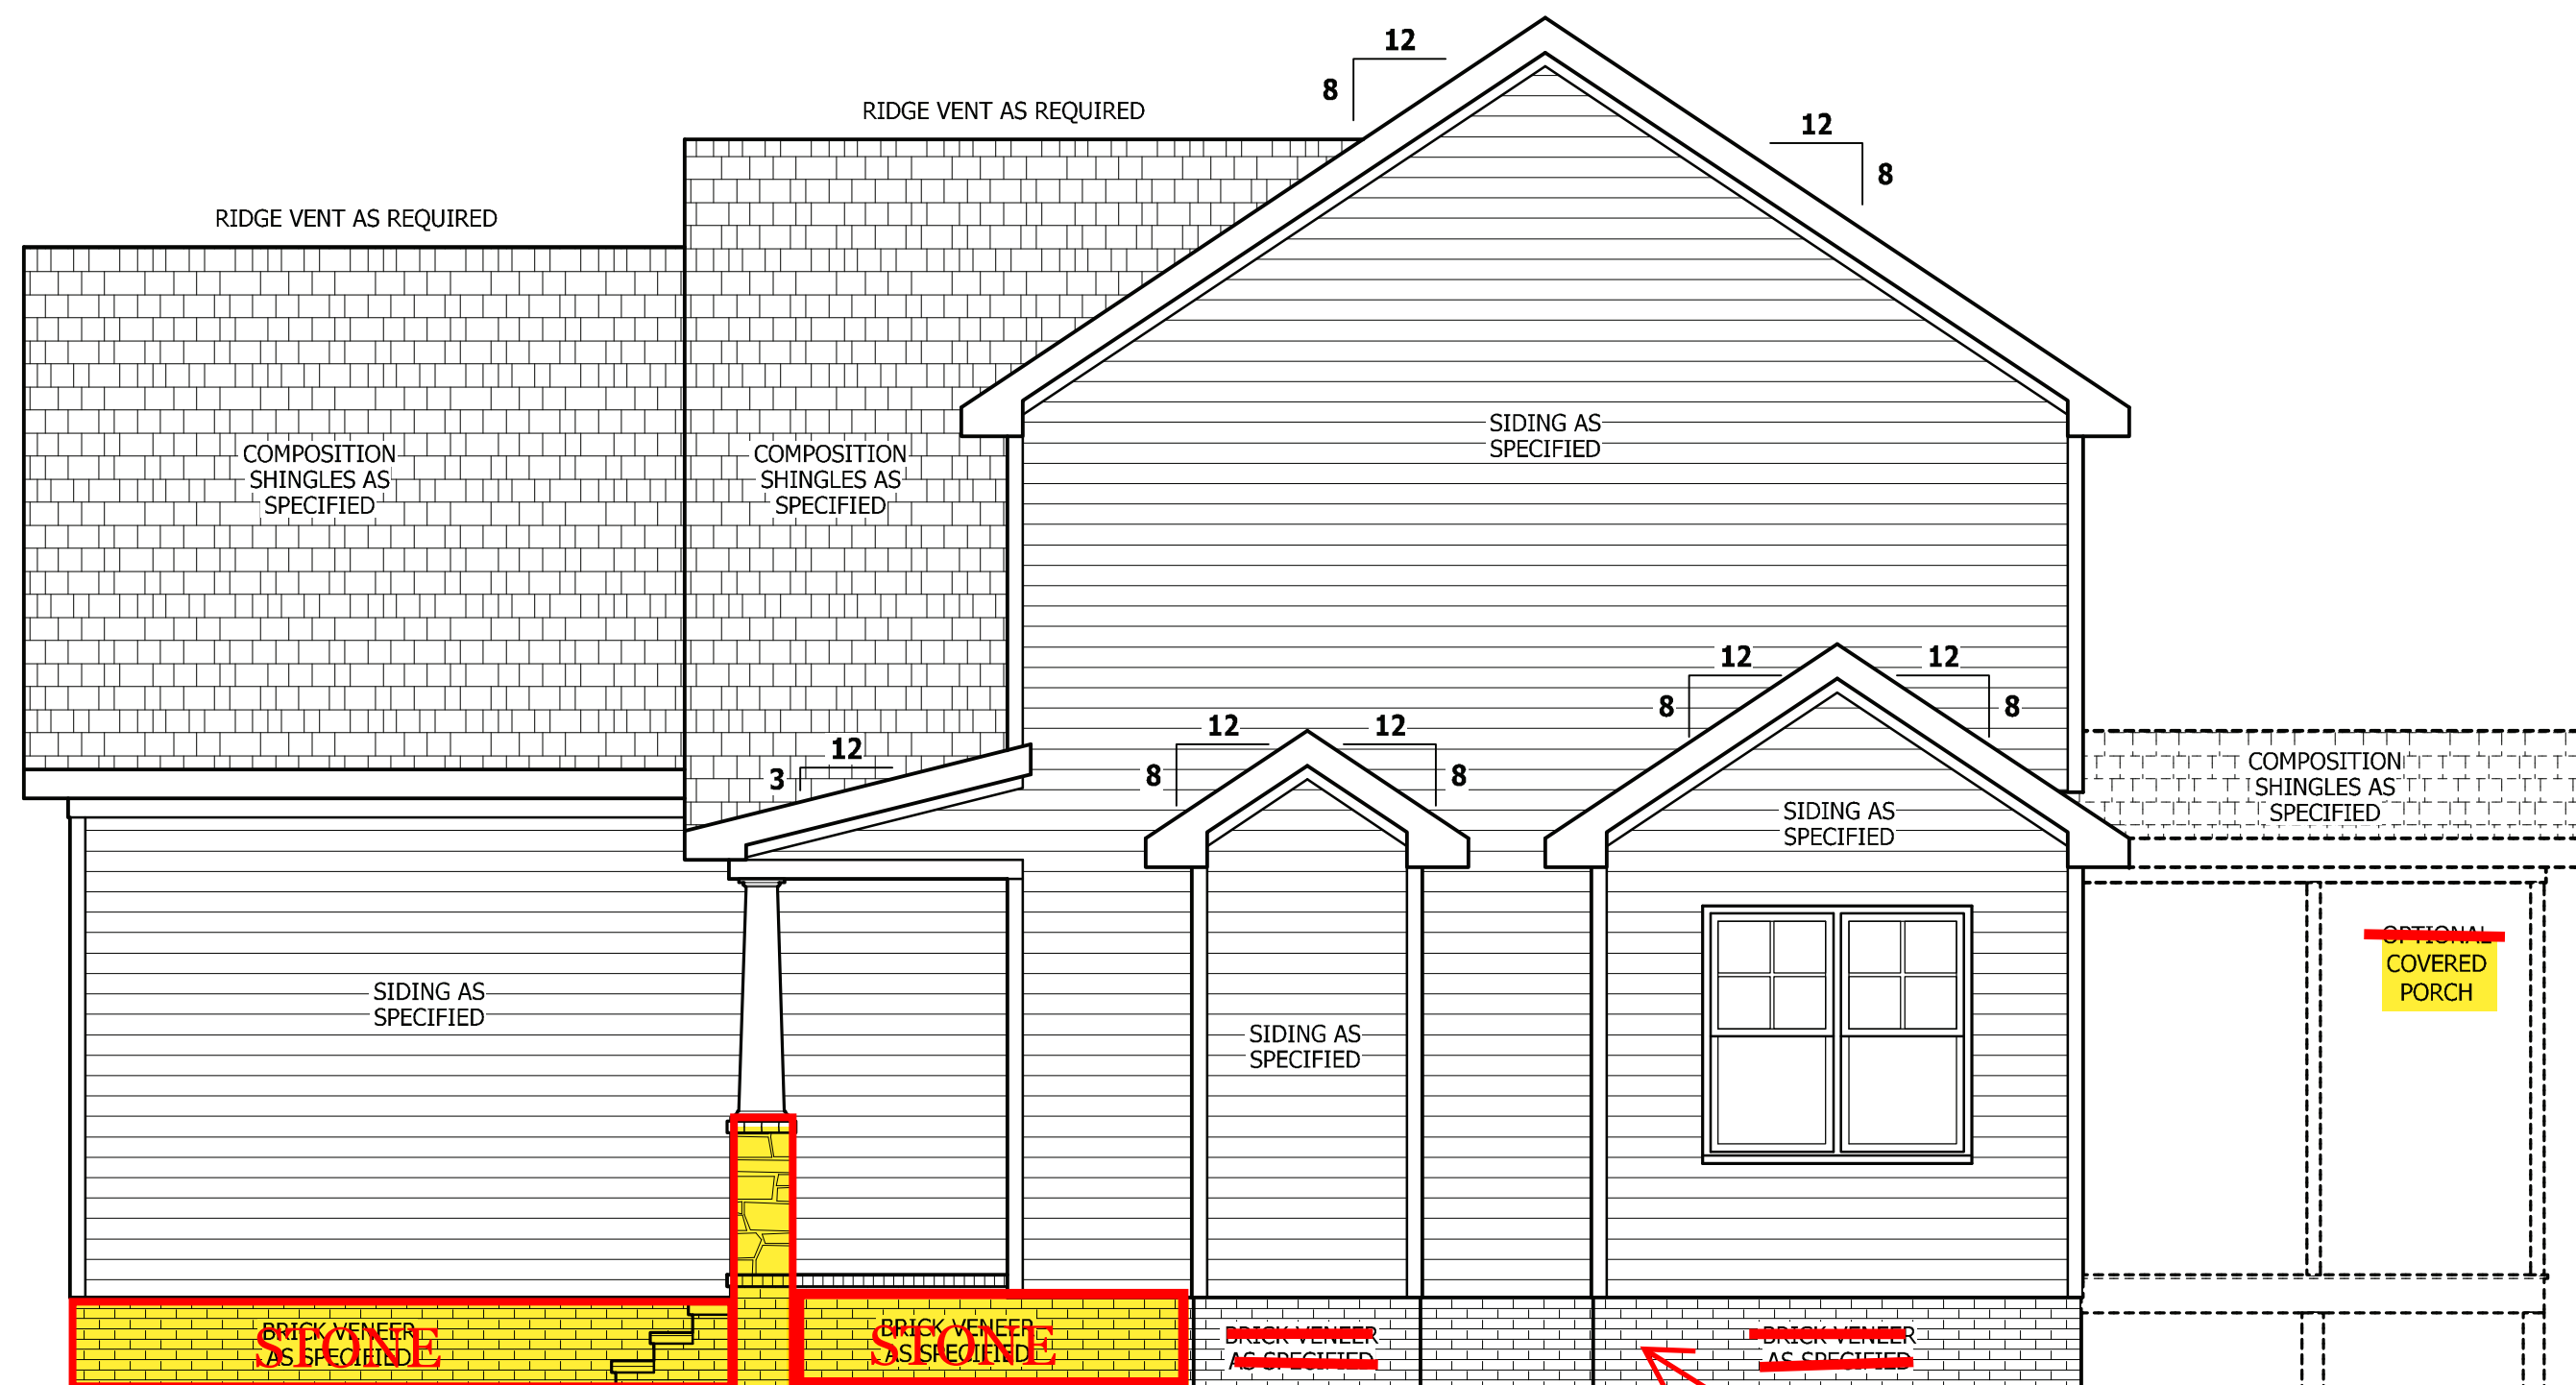 12
8
RIDGE VENT AS REQUIRED
12
8
RIDGE VENT AS REQUIRED
SIDING AS
SPECIFIED
COMPOSITION
SHINGLES AS
SPECIFIED
COMPOSITION
SHINGLES AS
SPECIFIED
12
12
8
8
12
12
8
8
12
3
COMPOSITION
SHINGLES AS
SPECIFIED
SIDING AS
SPECIFIED
OPTIONAL
COVERED
PORCH
SIDING AS
SPECIFIED
SIDING AS
SPECIFIED
BRICK VENEER
AS SPECIFIED
STONE
BRICK VENEER
AS SPECIFIED
STONE
BRICK VENEER
AS SPECIFIED
BRICK VENEER
AS SPECIFIED